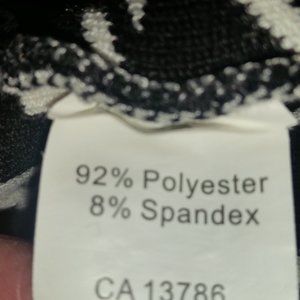 92% Polyester
8% Spandex
CA 13786